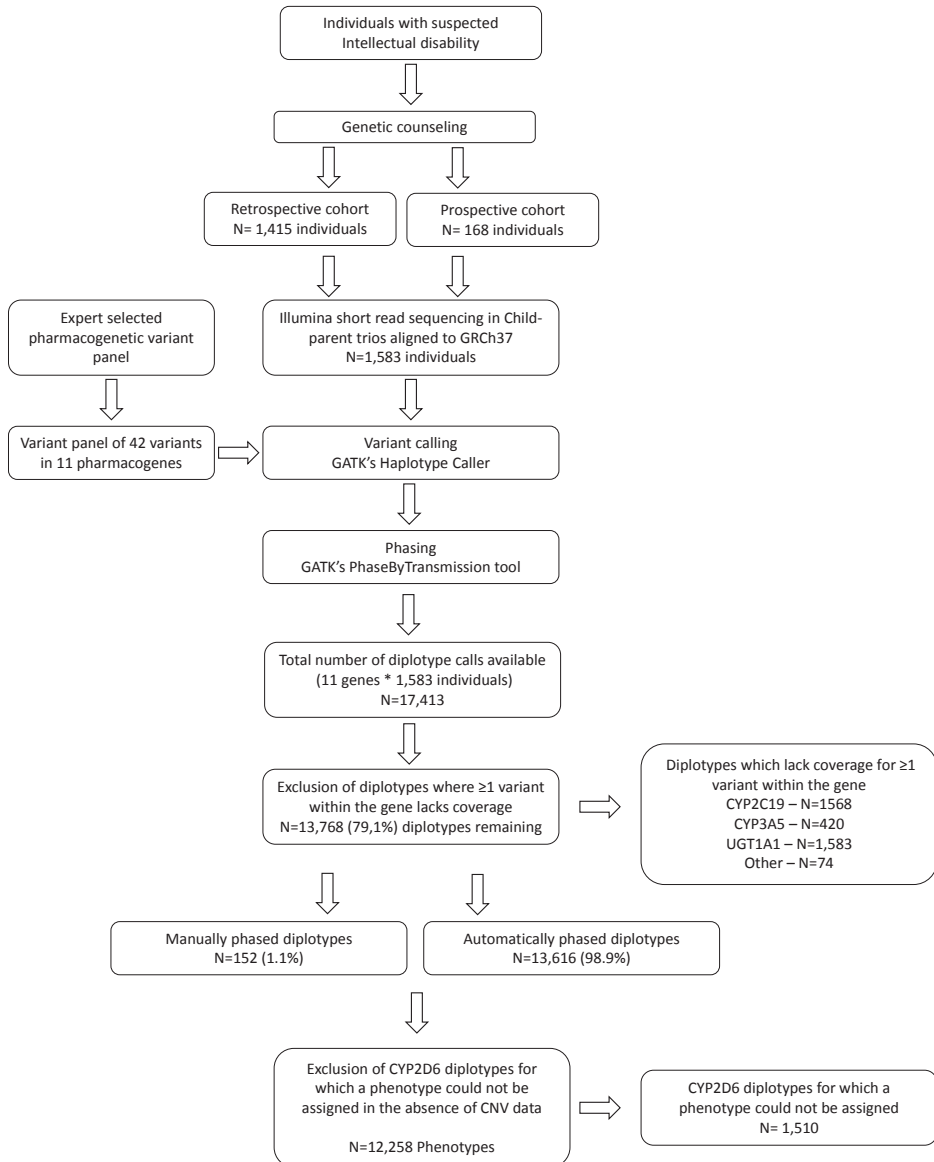 Individuals with suspected
Intellectual disability
Genetic counseling
Retrospective cohort
N= 1,415 individuals
Prospective cohort
N= 168 individuals
Expert selected
pharmacogenetic variant
panel
Illumina short read sequencing in Child-
parent trios aligned to GRCh37
N=1,583 individuals
Variant panel of 42 variants
in 11 pharmacogenes
Variant calling
GATK's Haplotype Caller
Phasing
GATK's PhaseByTransmission tool
Total number of diplotype calls available
(11 genes * 1,583 individuals)
N=17,413
Exclusion of diplotypes where ≥1 variant
within the gene lacks coverage
N=13,768 (79,1%) diplotypes remaining
Diplotypes which lack coverage for ≥1
variant within the gene
CYP2C19 – N=1568
CYP3A5 – N=420
UGT1A1 – N=1,583
Other – N=74
Manually phased diplotypes
N=152 (1.1%)
Automatically phased diplotypes
N=13,616 (98.9%)
Exclusion of CYP2D6 diplotypes for
which a phenotype could not be
assigned in the absence of CNV data
N=12,258 Phenotypes
CYP2D6 diplotypes for which a
phenotype could not be assigned
N= 1,510